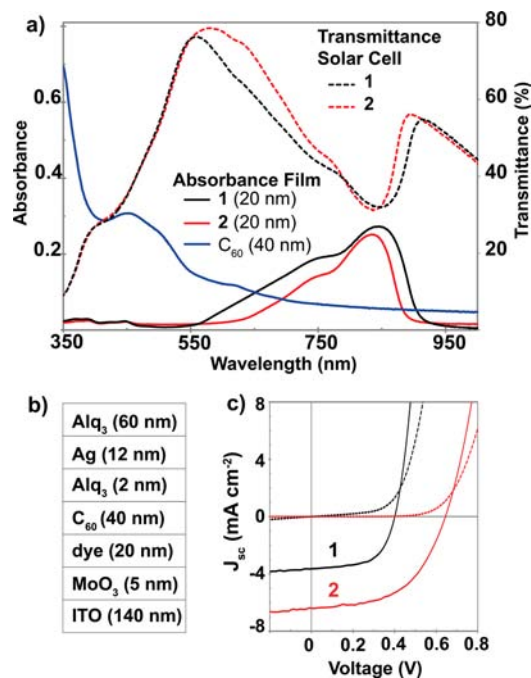 a)
Transmittance
Solar Cell
1
2
Absorbance Film
1 (20 nm)
2 (20 nm)
C₆₀ (40 nm)
Absorbance
0.6
0.4
0.2
80
60
40
20
Transmittance (%)
350 550 750 950
Wavelength (nm)
b)
Alq₃ (60 nm)
Ag (12 nm)
Alq₃ (2 nm)
C₆₀ (40 nm)
dye (20 nm)
MoO₃ (5 nm)
ITO (140 nm)
c)
J_sc (mA cm⁻²)
8
4
0
-4
-8
1
2
0 0.2 0.4 0.6 0.8
Voltage (V)